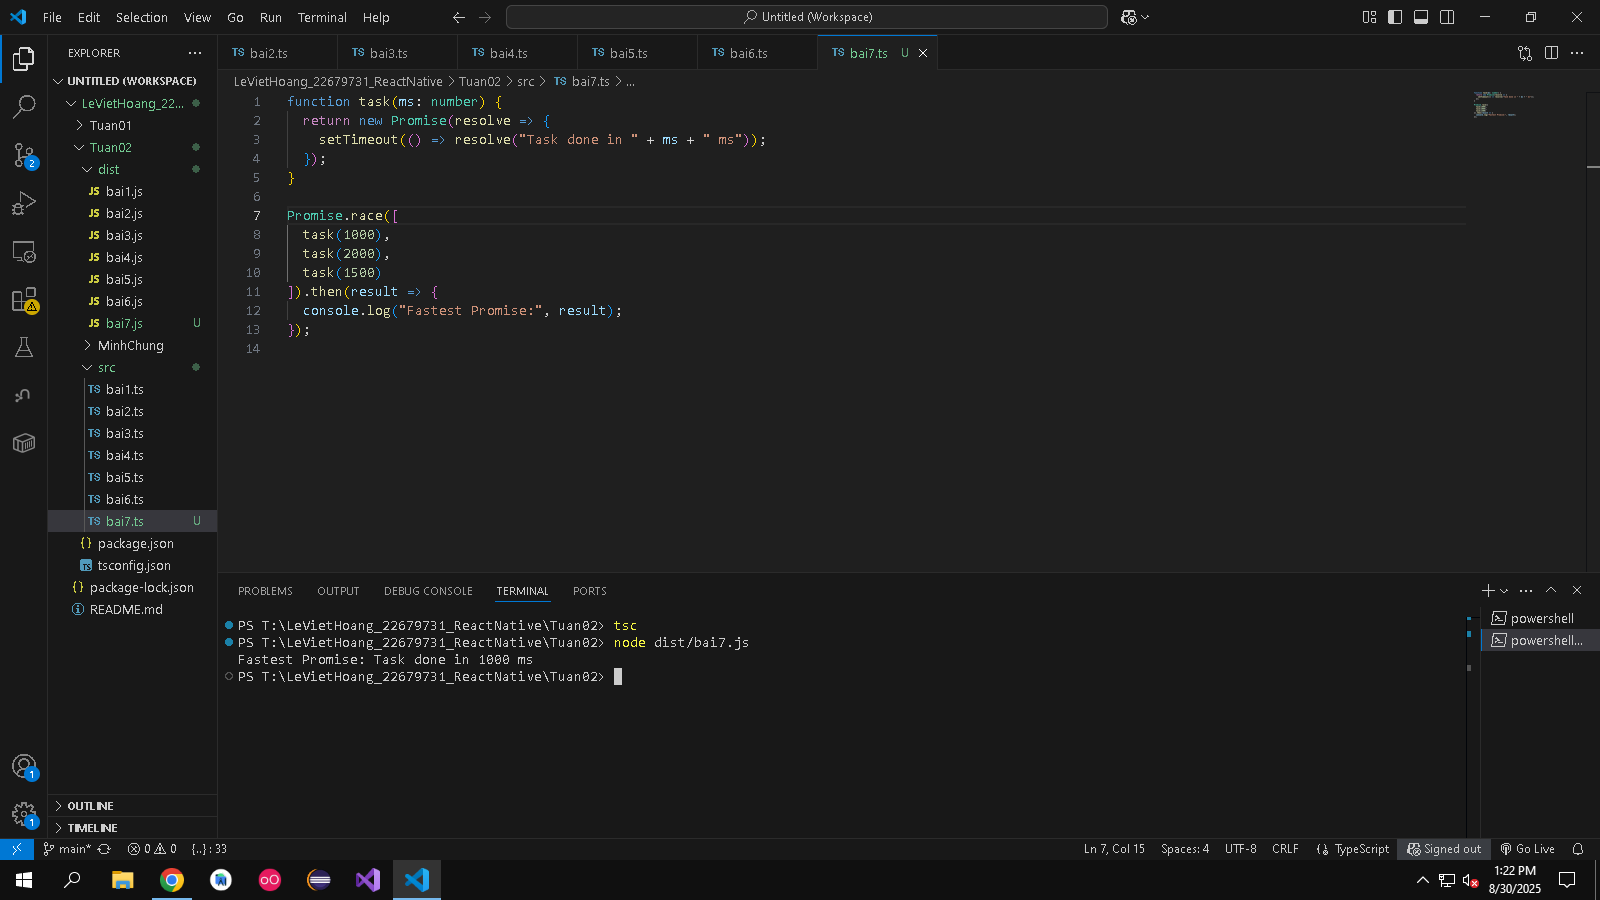 File Edit Selection View Go Run Terminal Help
Untitled (Workspace)
EXPLORER
UNTITLED (WORKSPACE)
LeVietHoang_22...
Tuan01
Tuan02
dist
JS bai1.js
JS bai2.js
JS bai3.js
JS bai4.js
JS bai5.js
JS bai6.js
JS bai7.js U
MinhChung
src
TS bai1.ts
TS bai2.ts
TS bai3.ts
TS bai4.ts
TS bai5.ts
TS bai6.ts
TS bai7.ts U
{} package.json
TS tsconfig.json
{} package-lock.json
README.md
OUTLINE
TIMELINE
2
1
1
TS bai2.ts TS bai3.ts TS bai4.ts TS bai5.ts TS bai6.ts TS bai7.ts U
LeVietHoang_22679731_ReactNative > Tuan02 > src > TS bai7.ts > ...
1 function task(ms: number) {
2 return new Promise(resolve => {
3 setTimeout(() => resolve("Task done in " + ms + " ms"));
4 });
5 }
6
7 Promise.race([
8 task(1000),
9 task(2000),
10 task(1500)
11 ]).then(result => {
12 console.log("Fastest Promise:", result);
13 });
14
PROBLEMS OUTPUT DEBUG CONSOLE TERMINAL PORTS
PS T:\LeVietHoang_22679731_ReactNative\Tuan02> tsc
PS T:\LeVietHoang_22679731_ReactNative\Tuan02> node dist/bai7.js
Fastest Promise: Task done in 1000 ms
PS T:\LeVietHoang_22679731_ReactNative\Tuan02>
powershell
powershell...
main* 0 0 {..} : 33
Ln 7, Col 15 Spaces: 4 UTF-8 CRLF TypeScript Signed out Go Live
1:22 PM
8/30/2025